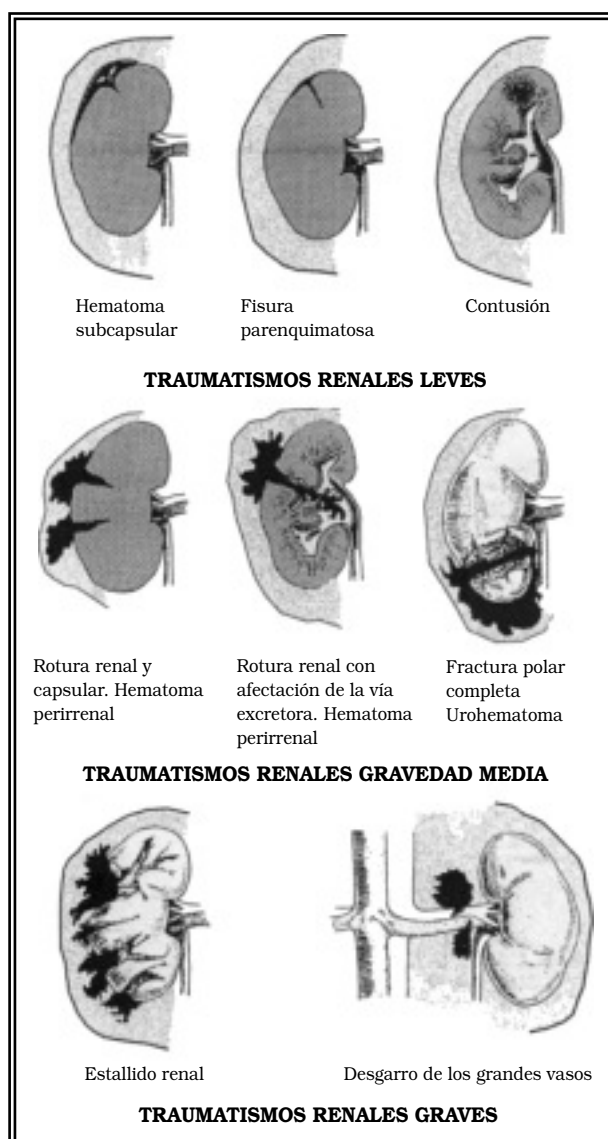 Hematoma
subcapsular
Fisura
parenquimatosa
Contusión
TRAUMATISMOS RENALES LEVES
Rotura renal y
capsular. Hematoma
perirrenal
Rotura renal con
afectación de la vía
excretora. Hematoma
perirrenal
Fractura polar
completa
Urohematoma
TRAUMATISMOS RENALES GRAVEDAD MEDIA
Estallido renal
Desgarro de los grandes vasos
TRAUMATISMOS RENALES GRAVES